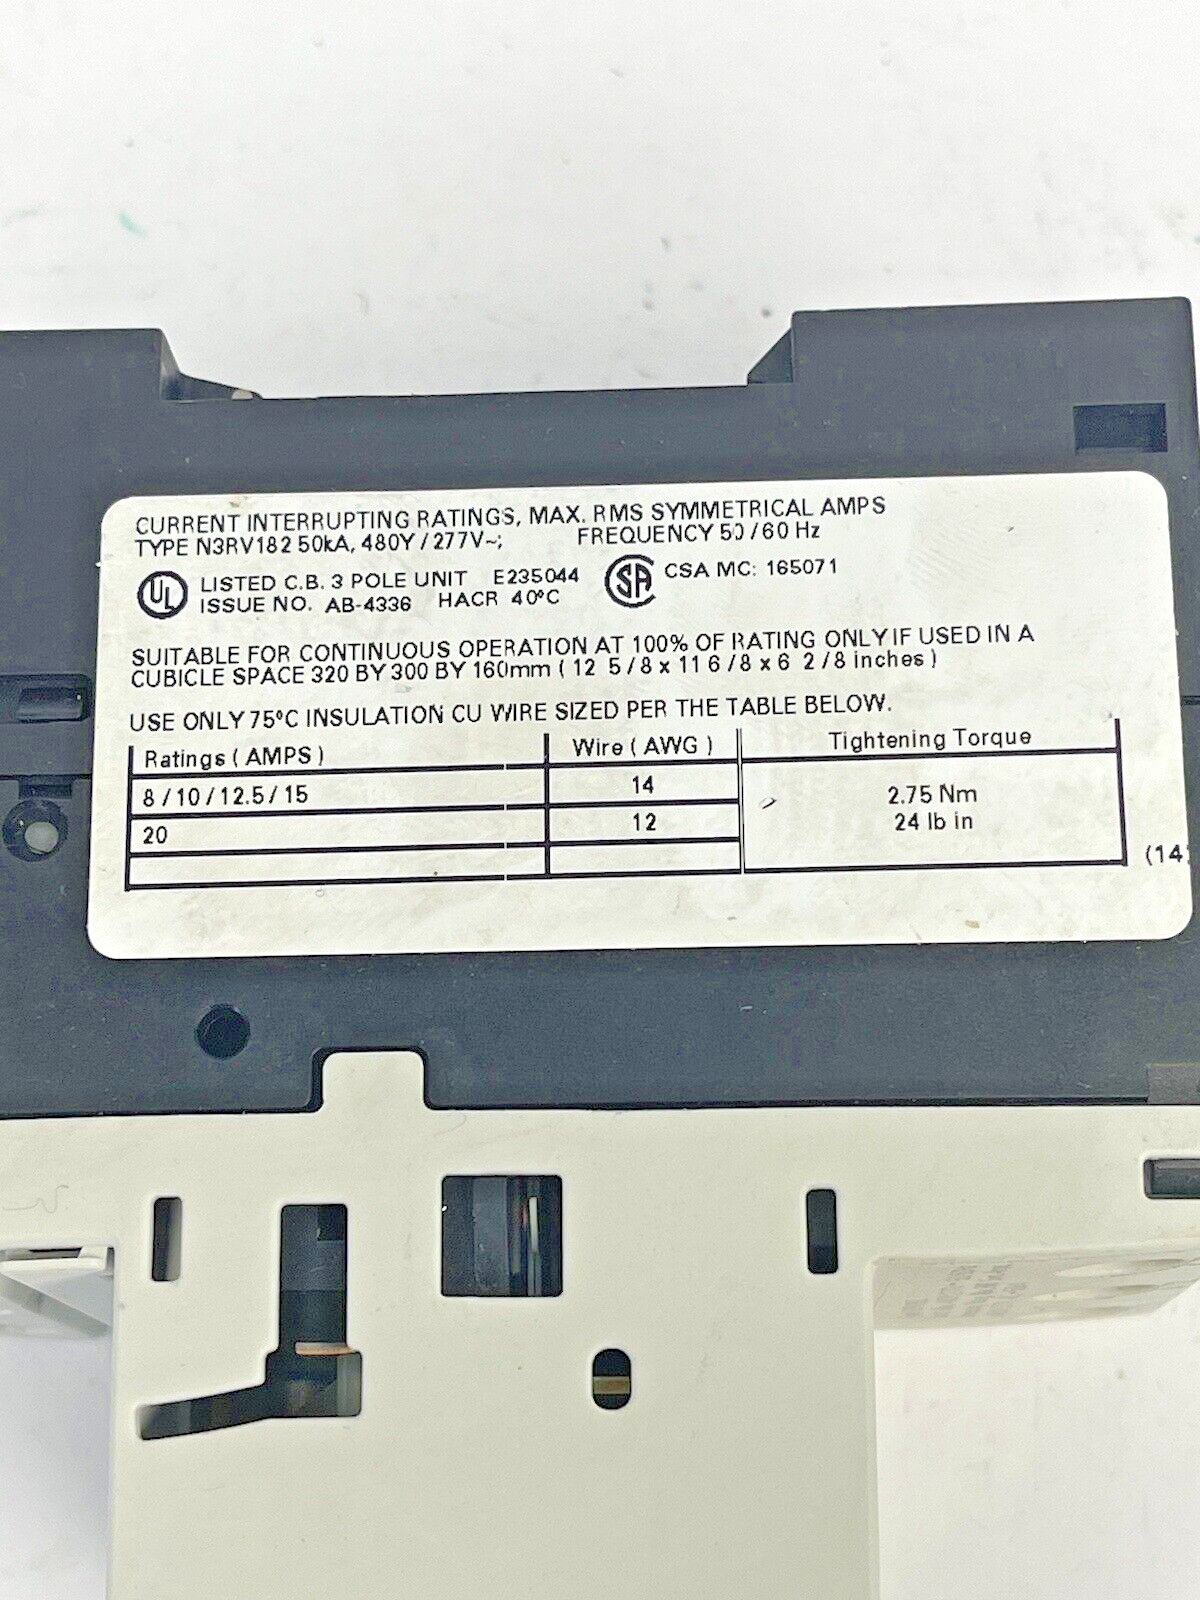 CURRENT INTERRUPTING RATINGS, MAX. RMS SYMMETRICAL AMPS
TYPE N3RV182 50kA, 480Y/277V~; FREQUENCY 50/60 Hz
UL LISTED C.B. 3 POLE UNIT E235044 SA CSA MC: 165071
ISSUE NO. AB-4336 HACR 40°C
SUITABLE FOR CONTINUOUS OPERATION AT 100% OF RATING ONLY IF USED IN A
CUBICLE SPACE 320 BY 300 BY 160mm ( 12 5/8 x 11 6/8 x 6 2/8 inches )
USE ONLY 75°C INSULATION CU WIRE SIZED PER THE TABLE BELOW.
Ratings ( AMPS ) Wire ( AWG ) Tightening Torque
8/10/12.5/15 14 2.75 Nm
20 12 24 lb in
(14)